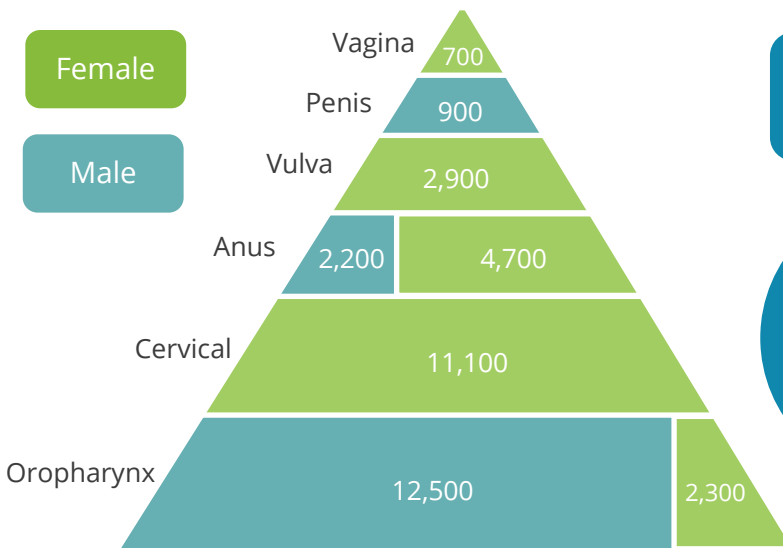 Female
Male
Vagina 700
Penis 900
Vulva 2,900
Anus 2,200 4,700
Cervical 11,100
Oropharynx 12,500 2,300